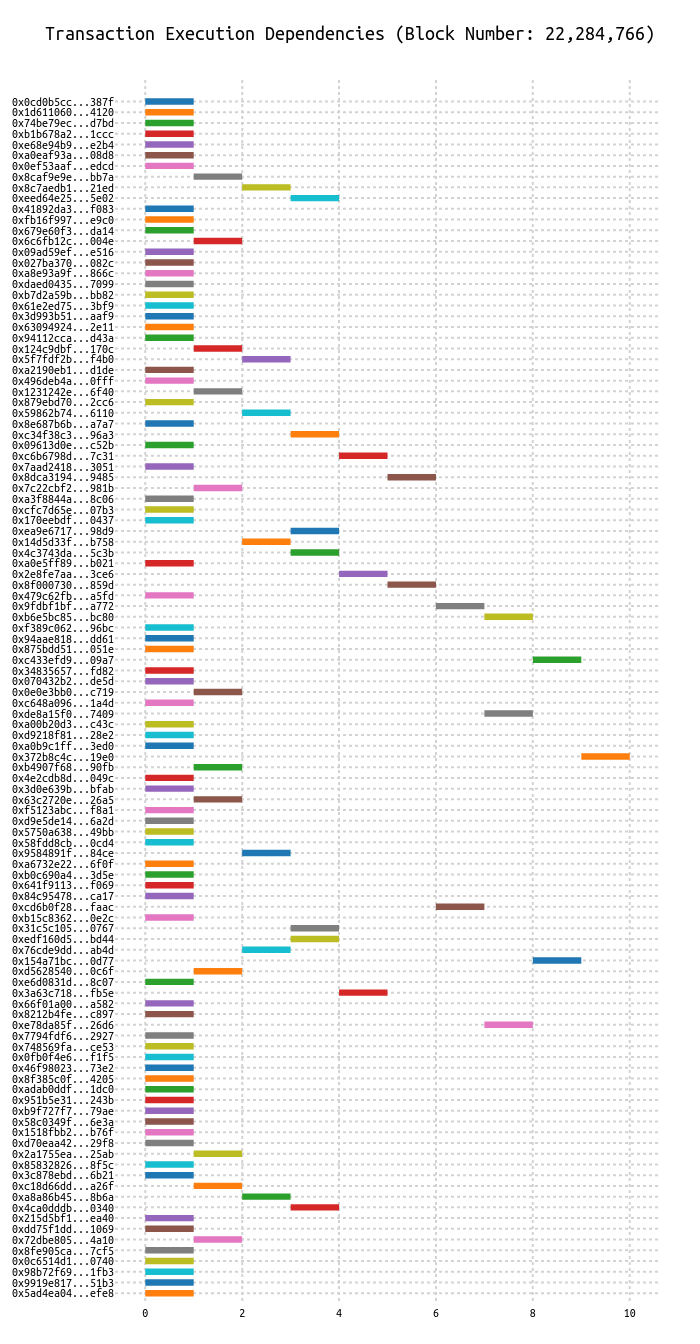 Transaction Execution Dependencies (Block Number: 22,284,766)
0x0cd0b5cc...387f
0x1d611060...4120
0x74be79ec...d7bd
0xb1b678a2...1ccc
0xe68e94b9...e2b4
0xa0eaf93a...08d8
0x0ef53aaf...edcd
0x8caf9e9e...bb7a
0x8c7aedb1...21ed
0xeed64e25...5e02
0x41892da3...f083
0xfb16f997...e9c0
0x679e60f3...da14
0x6c6fb12c...004e
0x09ad59ef...e516
0x027ba370...082c
0xa8e93a9f...866c
0xdaed0435...7099
0xb7d2a59b...bb82
0x61e2ed75...3bf9
0x3d993b51...aaf9
0x63094924...2e11
0x94112cca...d43a
0x124c9dbf...170c
0x5f7fdf2b...f4b0
0xa2190eb1...d1de
0x496deb4a...0fff
0x1231242e...6f40
0x879ebd70...2cc6
0x59862b74...6110
0x8e687b6b...a7a7
0xc34f38c3...96a3
0x09613d0e...c52b
0xc6b6798d...7c31
0x7aad2418...3051
0x8dca3194...9485
0x7c22cbf2...981b
0xa3f8844a...8c06
0xcfc7d65e...07b3
0x170eebdf...0437
0xea9e6717...98d9
0x14d5d33f...b758
0x4c3743da...5c3b
0xa0e5ff89...b021
0x2e8fe7aa...3ce6
0x8f000730...859d
0x479c62fb...a5fd
0x9fdbf1bf...a772
0xb6e5bc85...bc80
0xf389c062...96bc
0x94aae818...dd61
0x875bdd51...051e
0xc433efd9...09a7
0x34835657...fd82
0x070432b2...de5d
0x0e0e3bb0...c719
0xc648a096...1a4d
0xde8a15f0...7409
0xa00b20d3...c43c
0xd9218f81...28e2
0xa0b9c1ff...3ed0
0x372b8c4c...19e0
0xb4907f68...90fb
0x4e2cdb8d...049c
0x3d0e639b...bfab
0x63c2720e...26a5
0xf5123abc...f8a1
0xd9e5de14...6a2d
0x5750a638...49bb
0x58fdd8cb...0cd4
0x9584891f...84ce
0xa6732e22...6f0f
0xb0c690a4...3d5e
0x641f9113...f069
0x84c95478...ca17
0xcd6b0f28...faac
0xb15c8362...0e2c
0x31c5c105...0767
0xedf160d5...bd44
0x76cde9dd...ab4d
0x154a71bc...0d77
0xd5628540...0c6f
0xe6d0831d...8c07
0x3a63c718...fb5e
0x66f01a00...a582
0x8212b4fe...c897
0xe78da85f...26d6
0x7794fdf6...2927
0x748569fa...ce53
0x0fb0f4e6...f1f5
0x46f98023...73e2
0x8f385c0f...4205
0xadab0ddf...1dc0
0x951b5e31...243b
0xb9f727f7...79ae
0x58c0349f...6e3a
0x1518fbb2...b76f
0xd70eaa42...29f8
0x2a1755ea...25ab
0x85832826...8f5c
0x3c878ebd...6b21
0xc18d66dd...a26f
0xa8a86b45...8b6a
0x4ca0dddb...0340
0x215d5bf1...ea40
0xdd75f1dd...1069
0x72dbe805...4a10
0x8fe905ca...7cf5
0x0c6514d1...0740
0x98b72f69...1fb3
0x9919e817...51b3
0x5ad4ea04...efe8
0 2 4 6 8 10